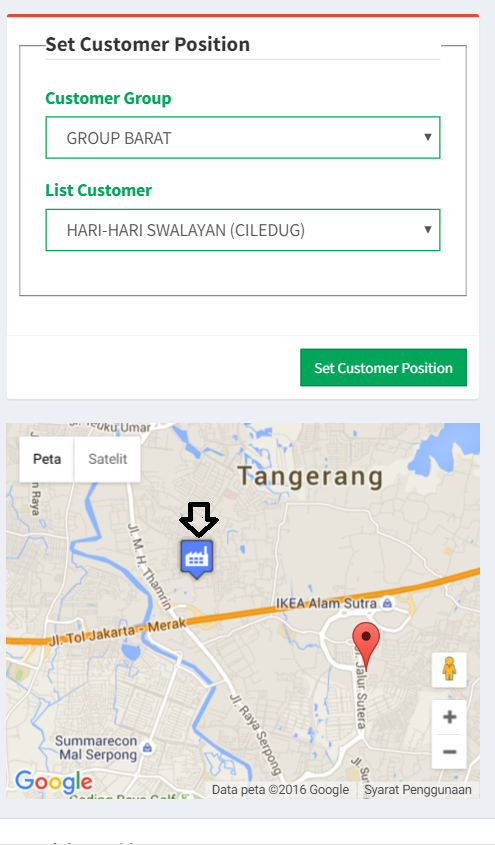 Set Customer Position
Customer Group
GROUP BARAT
List Customer
HARI-HARI SWALAYAN (CILEDUG)
Set Customer Position
Umar
Peta
Satelit
Raya
Tangerang
Jl. M. H. Thamrin
IKEA Alam Sutra
Jl. Tol Jakarta - Merak
Jl. Jalur Sutera
Jl. Raya Serpong
Summarecon
Mal Serpong
Google
Data peta ©2016 Google
Syarat Penggunaan